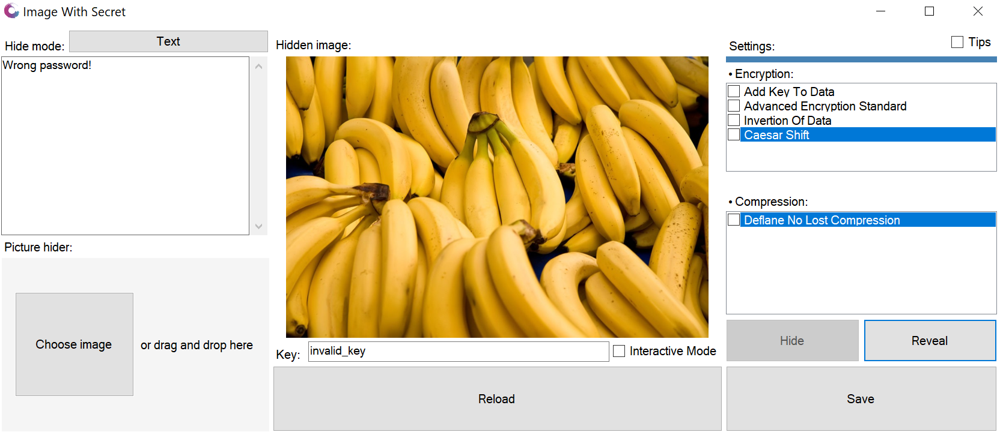 Image With Secret
Hide mode:
Text
Wrong password!
Picture hider:
Choose image
or drag and drop here
Hidden image:
Key:
invalid_key
Interactive Mode
Reload
Settings:
Tips
• Encryption:
Add Key To Data
Advanced Encryption Standard
Invertion Of Data
Caesar Shift
• Compression:
Deflane No Lost Compression
Hide
Reveal
Save